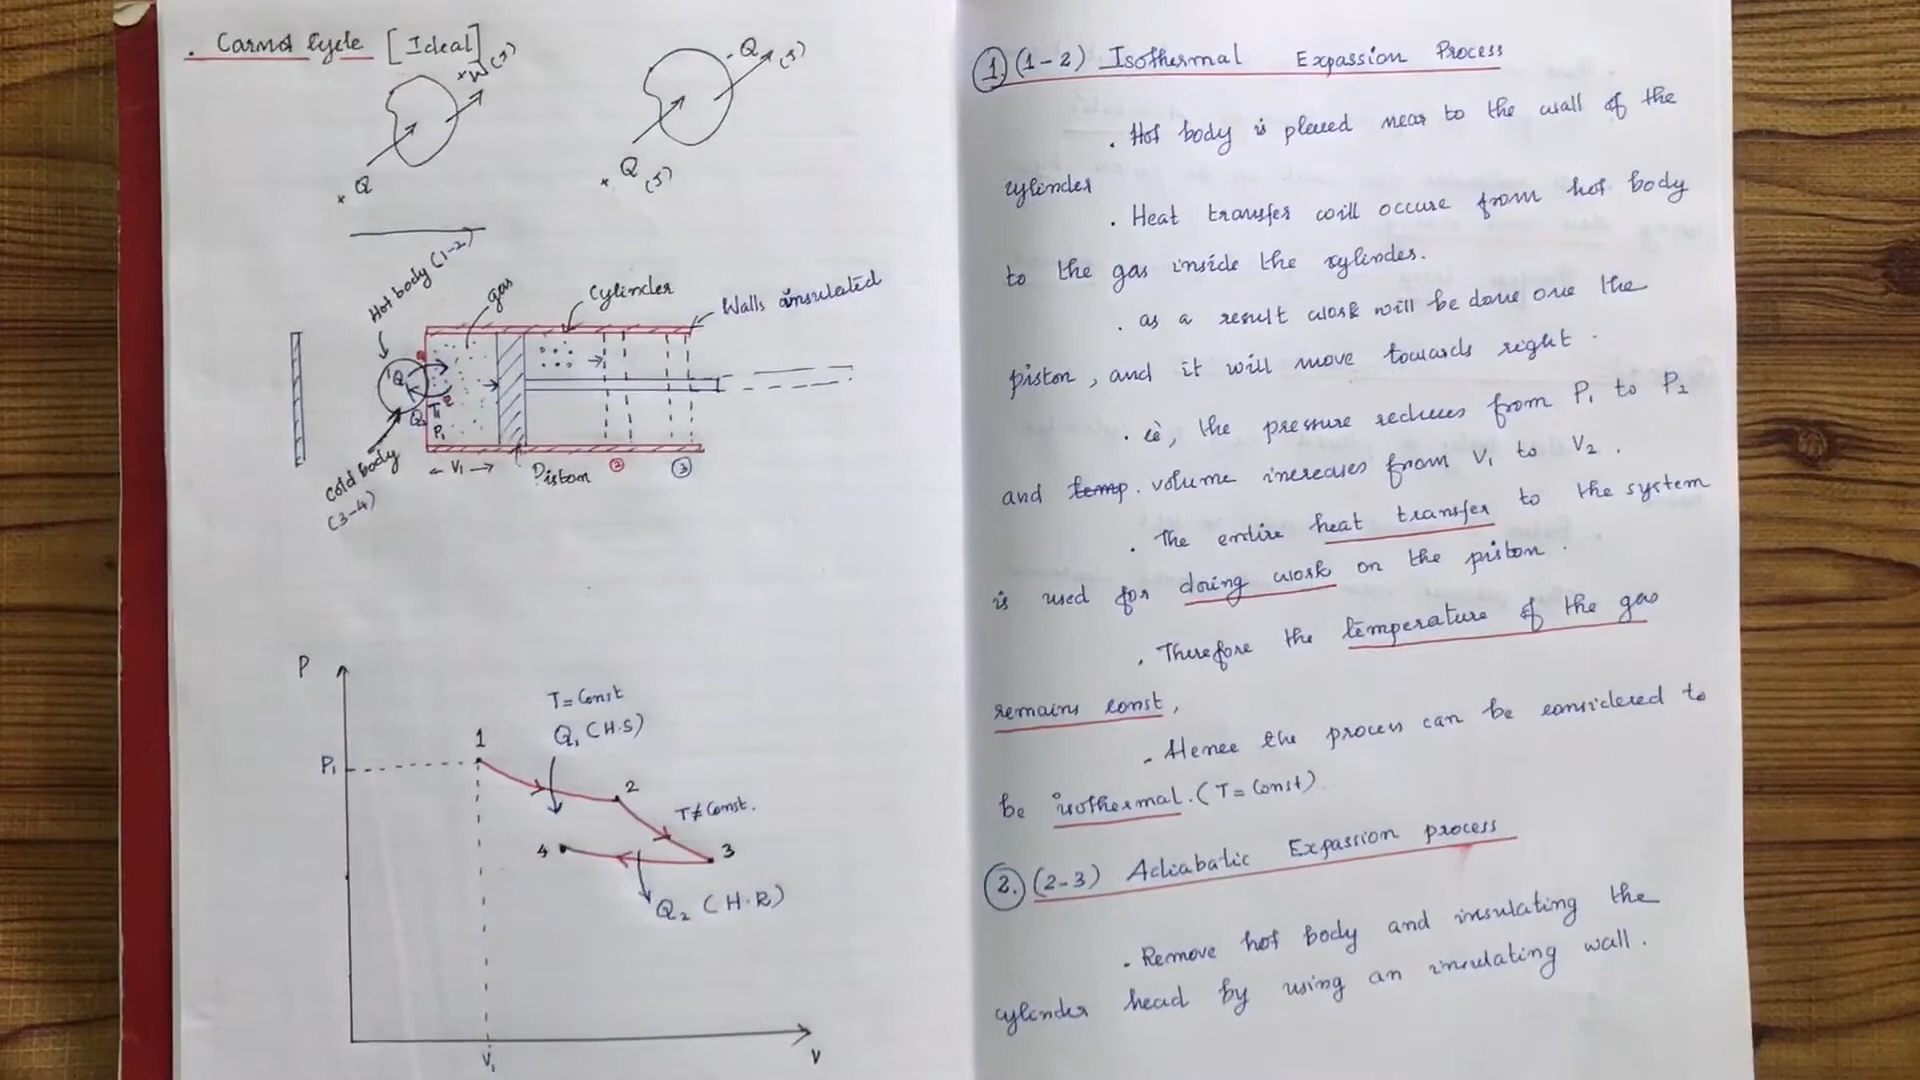 . Carnot Cycle [Ideal]
+W (J)
- Q (J)
+ Q
+ Q (J)
Hot body (1-2)
gas
Cylinder
Walls insulated
Q
Q₂
T₁
P₁
Cold body
(3-4)
← V₁ →
Piston
②
③
P
T = Const
Q₁ (H.S)
1
P₁
2
T ≠ Const.
4
3
Q₂ (H.R)
V₁
V
1. (1-2) Isothermal Expassion Process
. Hot body is placed near to the wall of the
cylinder
. Heat transfer will occure from hot body
to the gas inside the cylinder.
. as a result work will be done one the
piston, and it will move towards right.
. ie, the pressure reduces from P₁ to P₂
and temp. volume increases from V₁ to V₂.
. The entire heat transfer to the system
is used for doing work on the piston.
. Therefore the temperature of the gas
remains const,
. Hence the process can be considered to
be isothermal. (T = Const)
2. (2-3) Adiabatic Expassion process
. Remove hot body and insulating the
cylinder head by using an insulating wall.